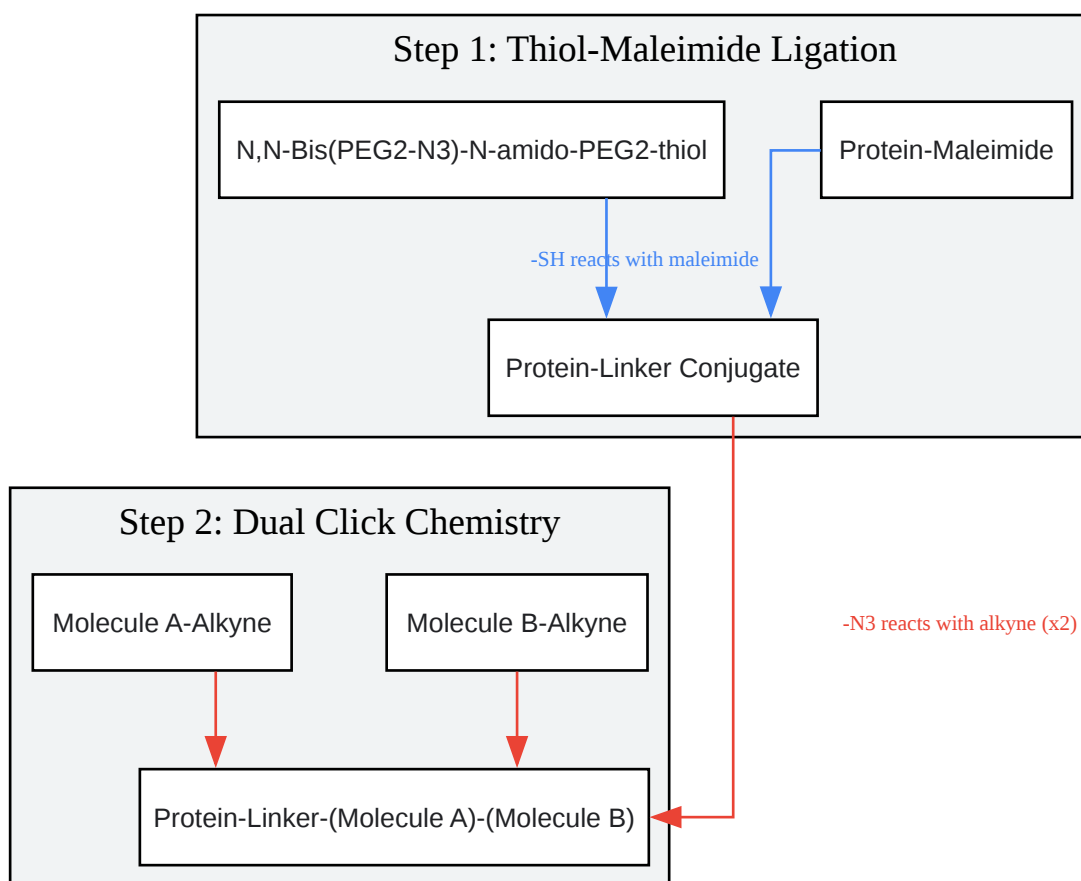 Step 1: Thiol-Maleimide Ligation
N,N-Bis(PEG2-N3)-N-amido-PEG2-thiol
Protein-Maleimide
-SH reacts with maleimide
Protein-Linker Conjugate
Step 2: Dual Click Chemistry
Molecule A-Alkyne
Molecule B-Alkyne
-N3 reacts with alkyne (x2)
Protein-Linker-(Molecule A)-(Molecule B)